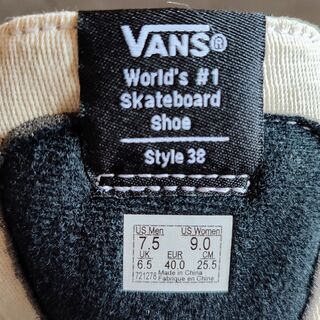 VANS®
World's #1
Skateboard
Shoe
Style 38
US Men US Women
7.5 9.0
UK EUR CM
6.5 40.0 25.5
721278 Made in China
Fabriqué en Chine